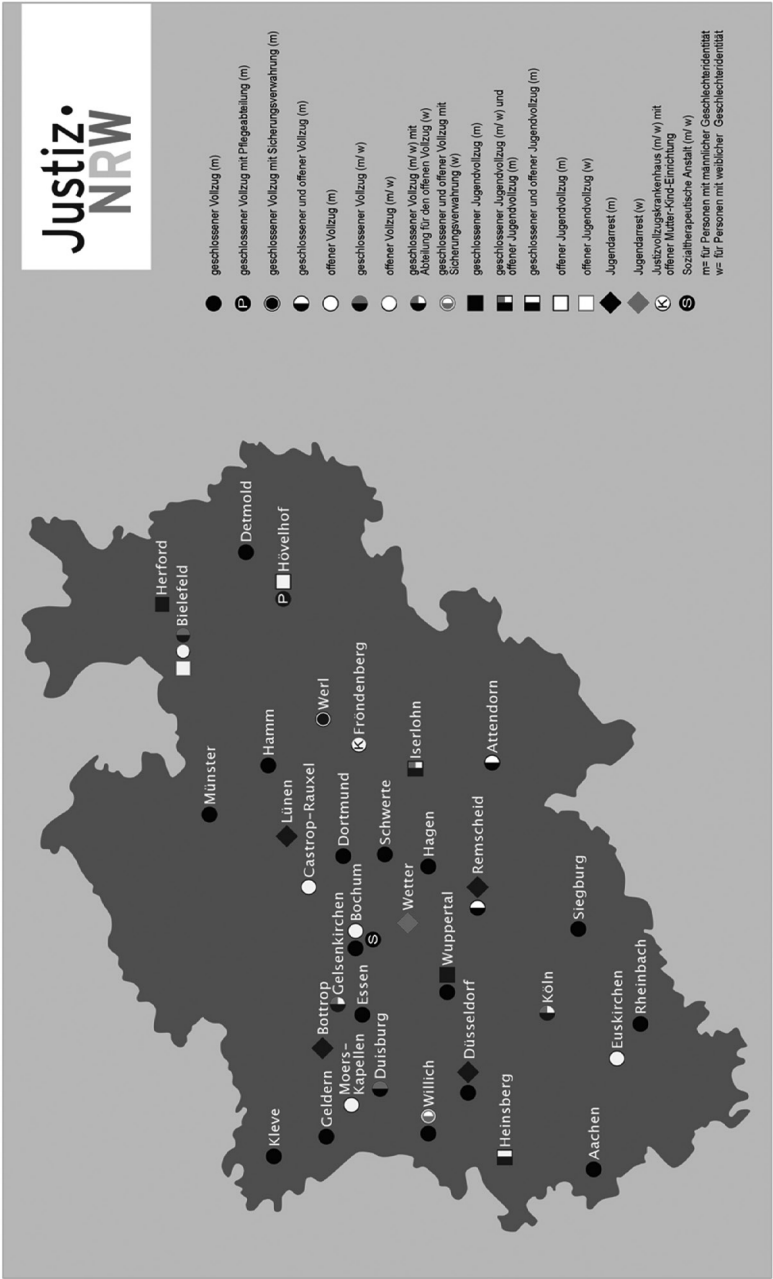 Justiz.
NRW
geschlossener Vollzug (m)
P
geschlossener Vollzug mit Pflegeabteilung (m)
geschlossener Vollzug mit Sicherungsverwahrung (m)
geschlossener und offener Vollzug (m)
offener Vollzug (m)
geschlossener Vollzug (m/ w)
offener Vollzug (m/ w)
geschlossener Vollzug (m/ w) mit
Abteilung für den offenen Vollzug (w)
geschlossener und offener Vollzug mit
Sicherungsverwahrung (w)
geschlossener Jugendvollzug (m)
geschlossener Jugendvollzug (m/ w) und
offener Jugendvollzug (m)
geschlossener und offener Jugendvollzug (m)
offener Jugendvollzug (m)
offener Jugendvollzug (w)
Jugendarrest (m)
Jugendarrest (w)
K
Justizvollzugskrankenhaus (m/ w) mit
offener Mutter-Kind-Einrichtung
S
Sozialtherapeutische Anstalt (m/ w)
m= für Personen mit männlicher Geschlechteridentität
w= für Personen mit weiblicher Geschlechteridentität
Herford
Bielefeld
Detmold
P
Hövelhof
Münster
Hamm
Werl
Lünen
K
Fröndenberg
Castrop-Rauxel
Dortmund
Schwerte
Iserlohn
Attendorn
Hagen
Gelsenkirchen
Bochum
S
Wetter
Remscheid
Bottrop
Essen
Wuppertal
Siegburg
Kleve
Geldern
Moers-
Kapellen
Duisburg
Willich
Düsseldorf
Köln
Heinsberg
Euskirchen
Rheinbach
Aachen